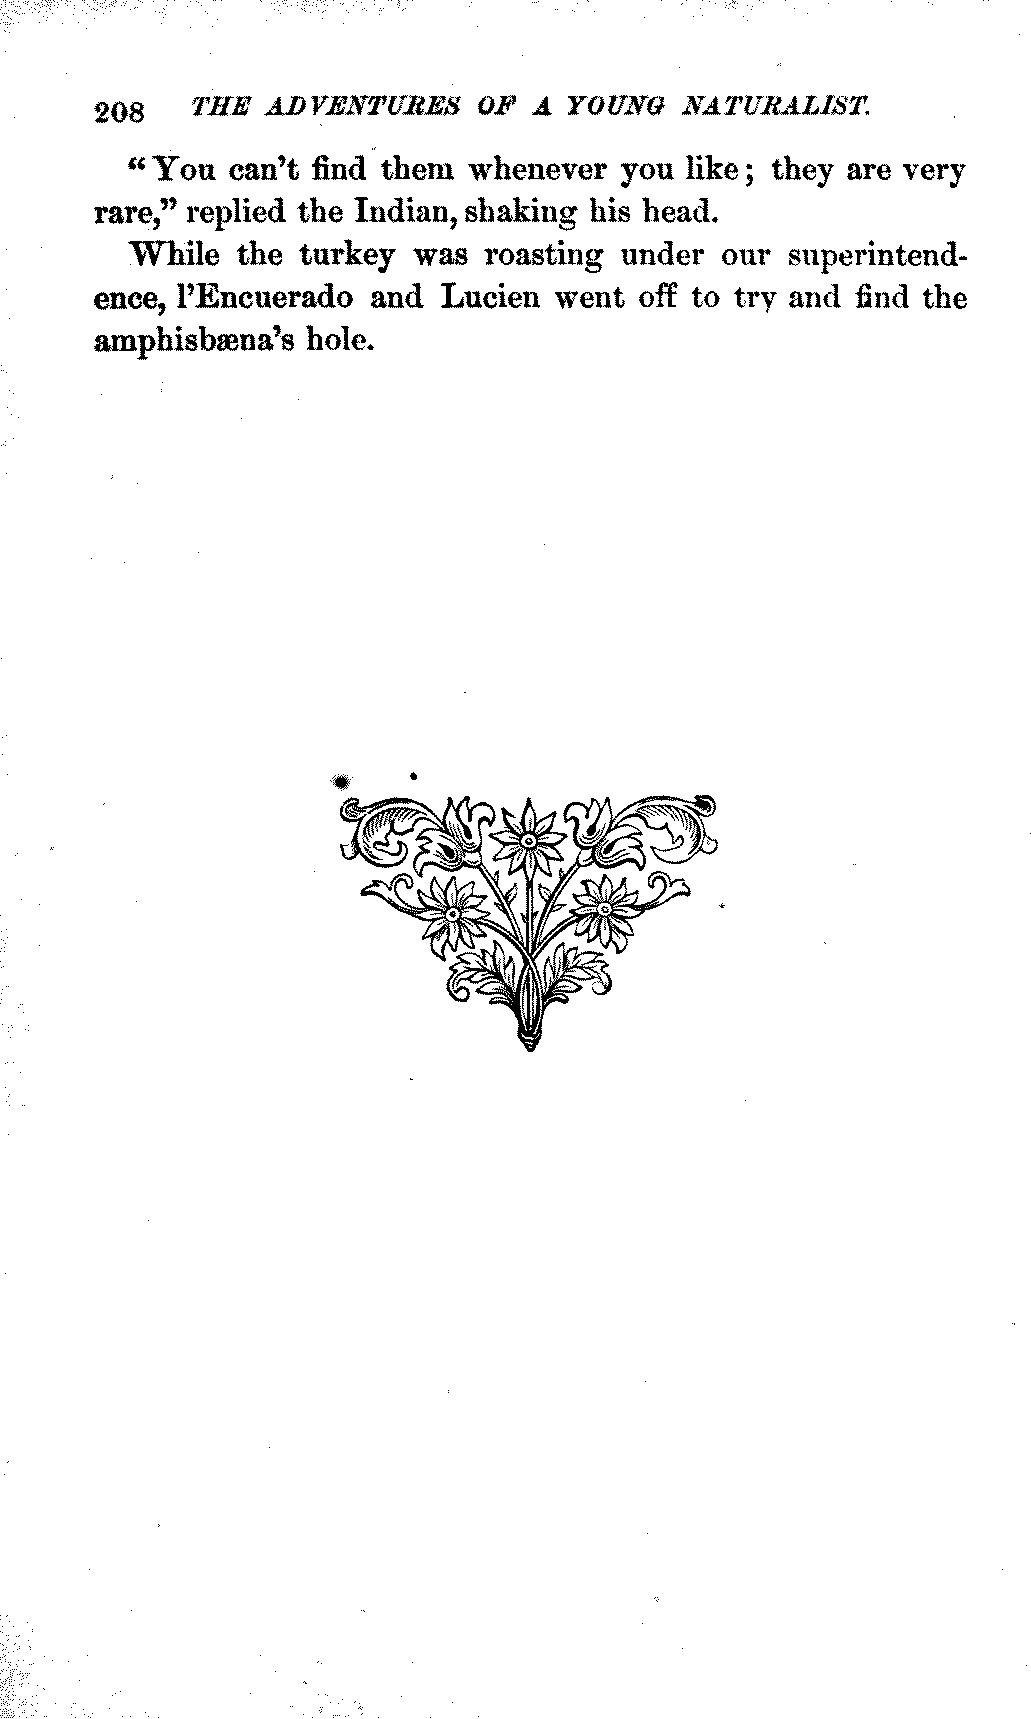 208 THE ADVENTURES OF A YOUNG NATURALIST.
“You can’t find them whenever you like; they are very
rare,” replied the Indian, shaking his head.
While the turkey was roasting under our superintend-
ence, l’Encuerado and Lucien went off to try and find the
amphisbæna’s hole.